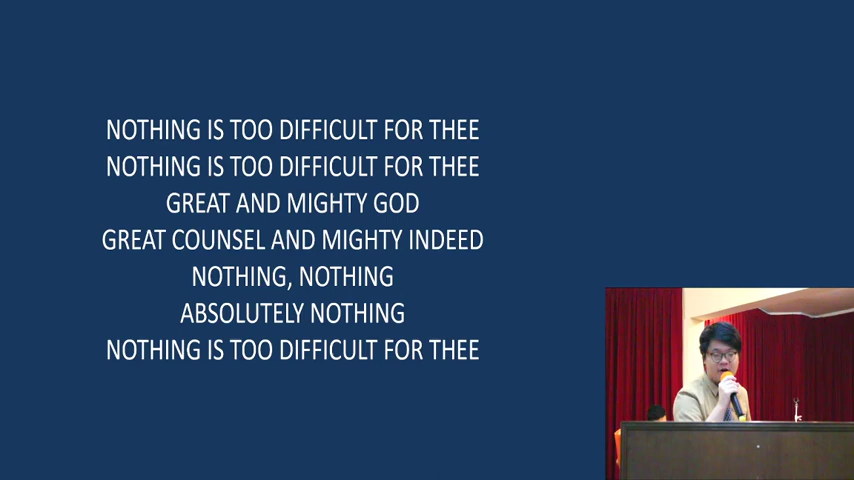 NOTHING IS TOO DIFFICULT FOR THEE
NOTHING IS TOO DIFFICULT FOR THEE
GREAT AND MIGHTY GOD
GREAT COUNSEL AND MIGHTY INDEED
NOTHING, NOTHING
ABSOLUTELY NOTHING
NOTHING IS TOO DIFFICULT FOR THEE